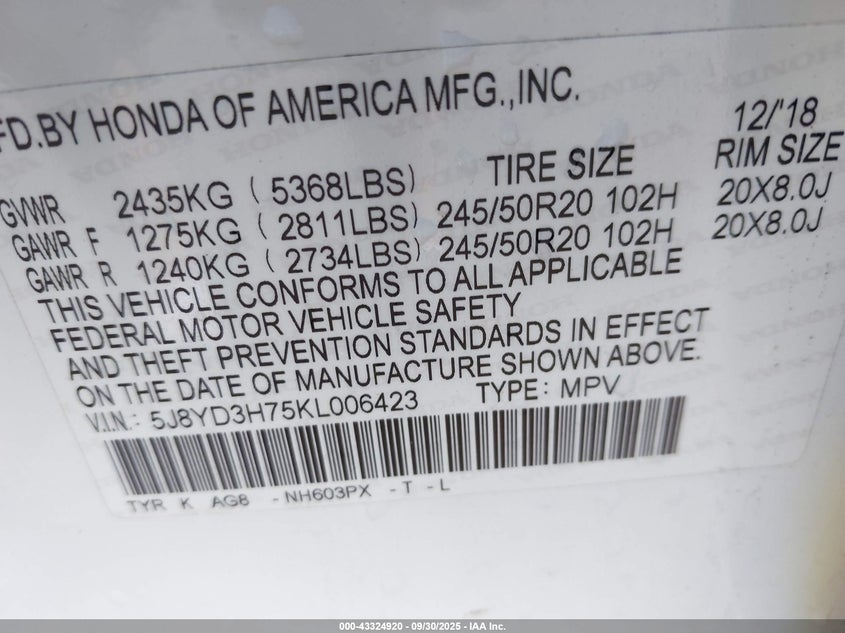 FD.BY HONDA OF AMERICA MFG.,INC. 12/'18
TIRE SIZE RIM SIZE
GVWR 2435KG ( 5368LBS)
GAWR F 1275KG ( 2811LBS) 245/50R20 102H 20X8.0J
GAWR R 1240KG ( 2734LBS) 245/50R20 102H 20X8.0J
THIS VEHICLE CONFORMS TO ALL APPLICABLE
FEDERAL MOTOR VEHICLE SAFETY
AND THEFT PREVENTION STANDARDS IN EFFECT
ON THE DATE OF MANUFACTURE SHOWN ABOVE.
V.I.N.: 5J8YD3H75KL006423 TYPE: MPV
TYR K AG8 -NH603PX -T -L
000-43324920 - 09/30/2025 - IAA Inc.